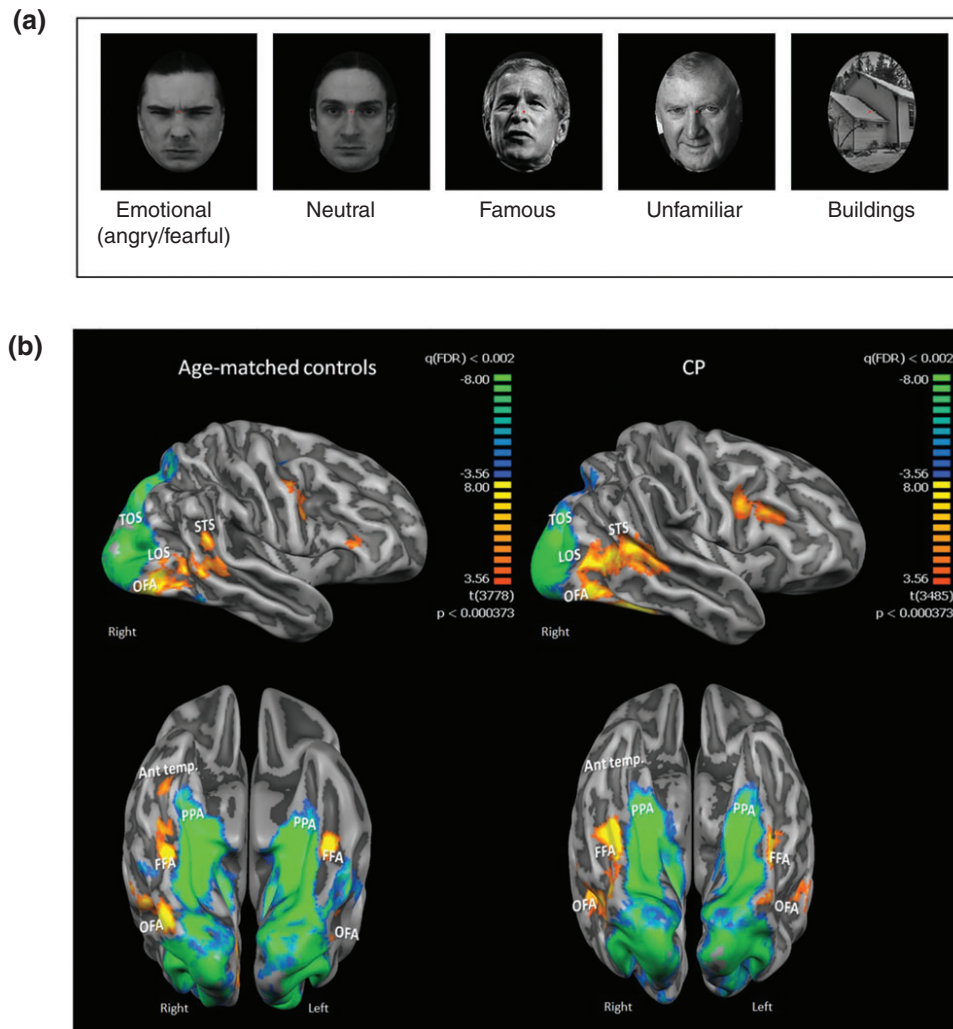 (a)
Emotional
(angry/fearful)
Neutral
Famous
Unfamiliar
Buildings
(b)
Age-matched controls
q(FDR) < 0.002
-8.00
-3.56
8.00
3.56
t(3778)
p < 0.000373
TOS
LOS
OFA
STS
Right
CP
q(FDR) < 0.002
-8.00
-3.56
8.00
3.56
t(3485)
p < 0.000373
TOS
LOS
OFA
STS
Right
Ant temp.
PPA
PPA
FFA
FFA
OFA
OFA
Right
Left
Ant temp.
PPA
PPA
FFA
FFA
OFA
OFA
Right
Left